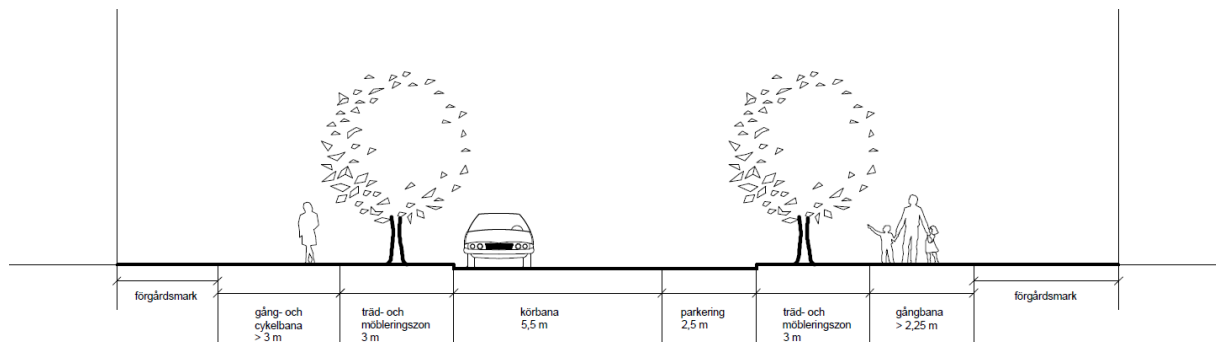 förgårdsmark
gång- och
cykelbana
> 3 m
träd- och
möbleringszon
3 m
körbana
5,5 m
parkering
2,5 m
träd- och
möbleringszon
3 m
gångbana
> 2,25 m
förgårdsmark